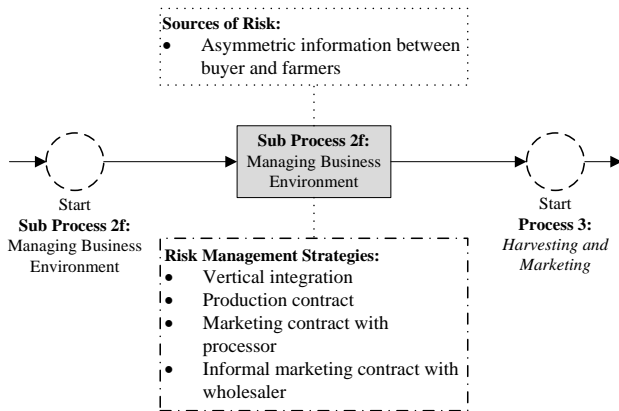 Sources of Risk:
• Asymmetric information between
buyer and farmers
Sub Process 2f:
Managing Business
Environment
Start
Sub Process 2f:
Managing Business
Environment
Start
Process 3:
Harvesting and
Marketing
Risk Management Strategies:
• Vertical integration
• Production contract
• Marketing contract with
processor
• Informal marketing contract with
wholesaler